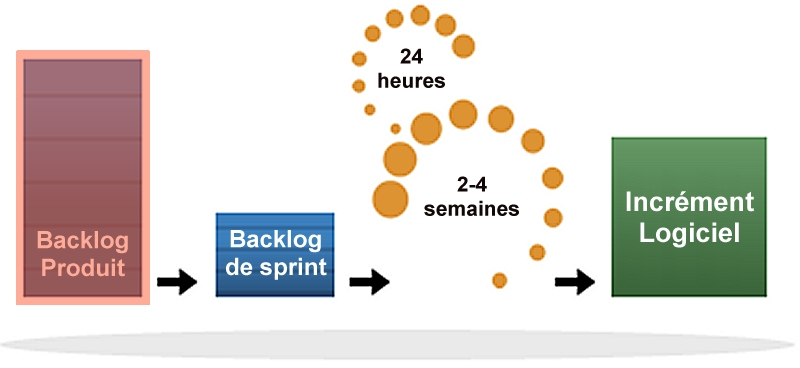 24
heures
2-4
semaines
Backlog
Produit
Backlog
de sprint
Incrément
Logiciel